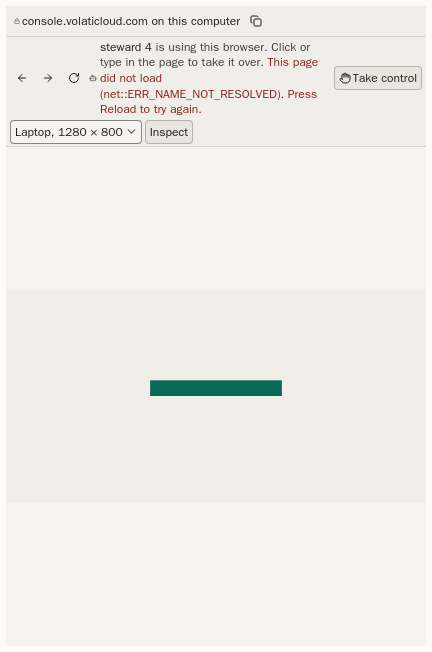 console.volaticloud.com on this computer
steward 4 is using this browser. Click or
type in the page to take it over. This page
did not load
(net::ERR_NAME_NOT_RESOLVED). Press
Reload to try again.
Take control
Laptop, 1280 × 800
Inspect